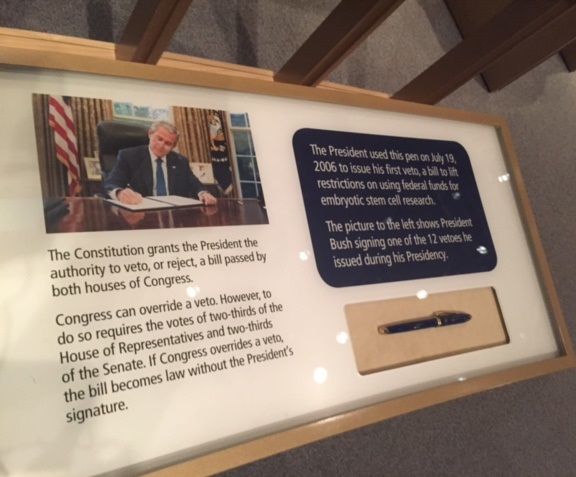 The Constitution grants the President the
authority to veto, or reject, a bill passed by
both houses of Congress.
Congress can override a veto. However, to
do so requires the votes of two-thirds of the
House of Representatives and two-thirds
of the Senate. If Congress overrides a veto,
the bill becomes law without the President's
signature.
The President used this pen on July 19,
2006 to issue his first veto, a bill to lift
restrictions on using federal funds for
embryotic stem cell research.
The picture to the left shows President
Bush signing one of the 12 vetoes he
issued during his Presidency.